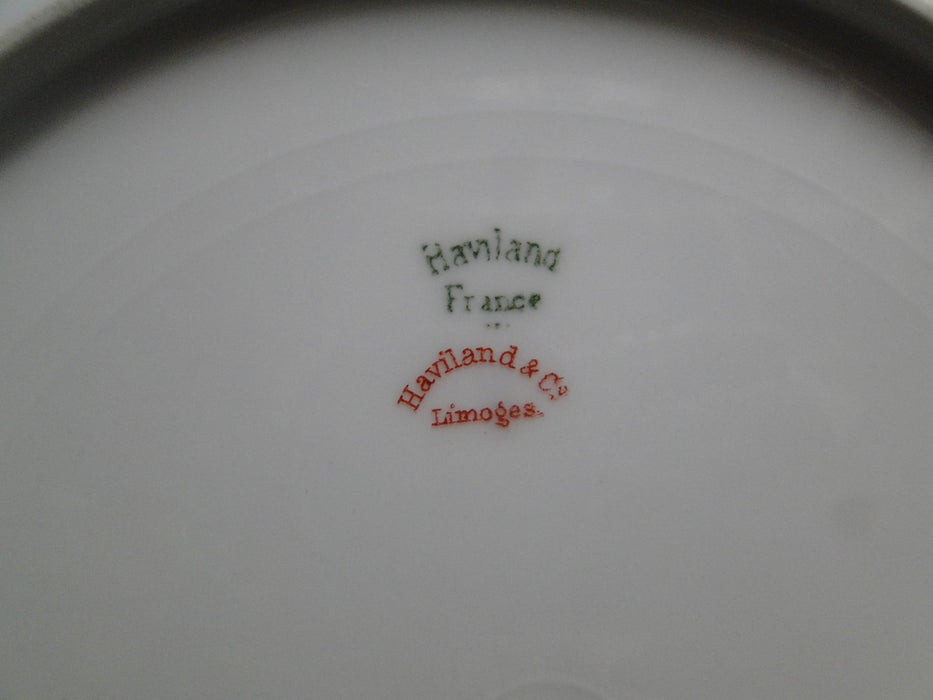 Haviland
France
Haviland & Co
Limoges.